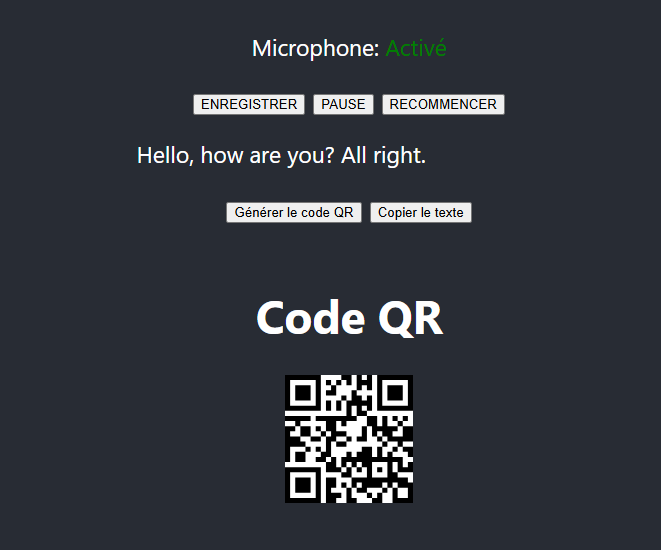 Microphone: Activé
ENREGISTRER PAUSE RECOMMENCER
Hello, how are you? All right.
Générer le code QR Copier le texte
Code QR